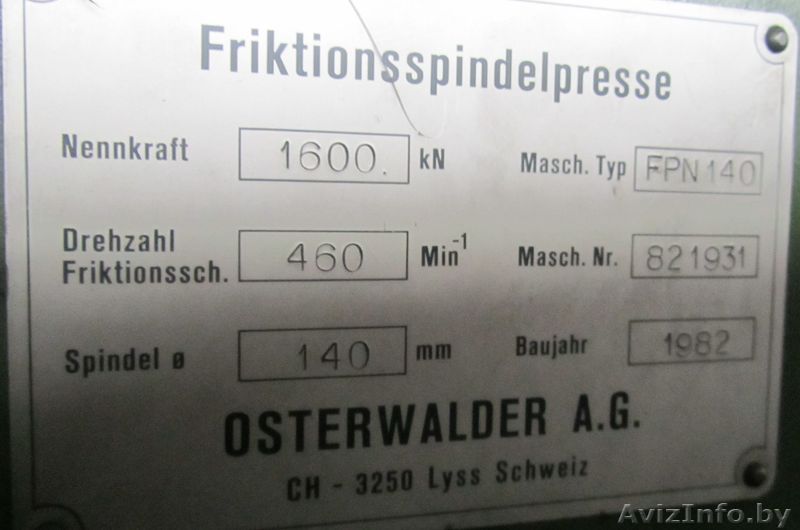 Friktionsspindelpresse
Nennkraft 1600. kN Masch. Typ FPN 140
Drehzahl
Friktionssch. 460 Min⁻¹ Masch. Nr. 821931
Spindel ø 140 mm Baujahr 1982
OSTERWALDER A.G.
CH - 3250 Lyss Schweiz
AvizInfo.by